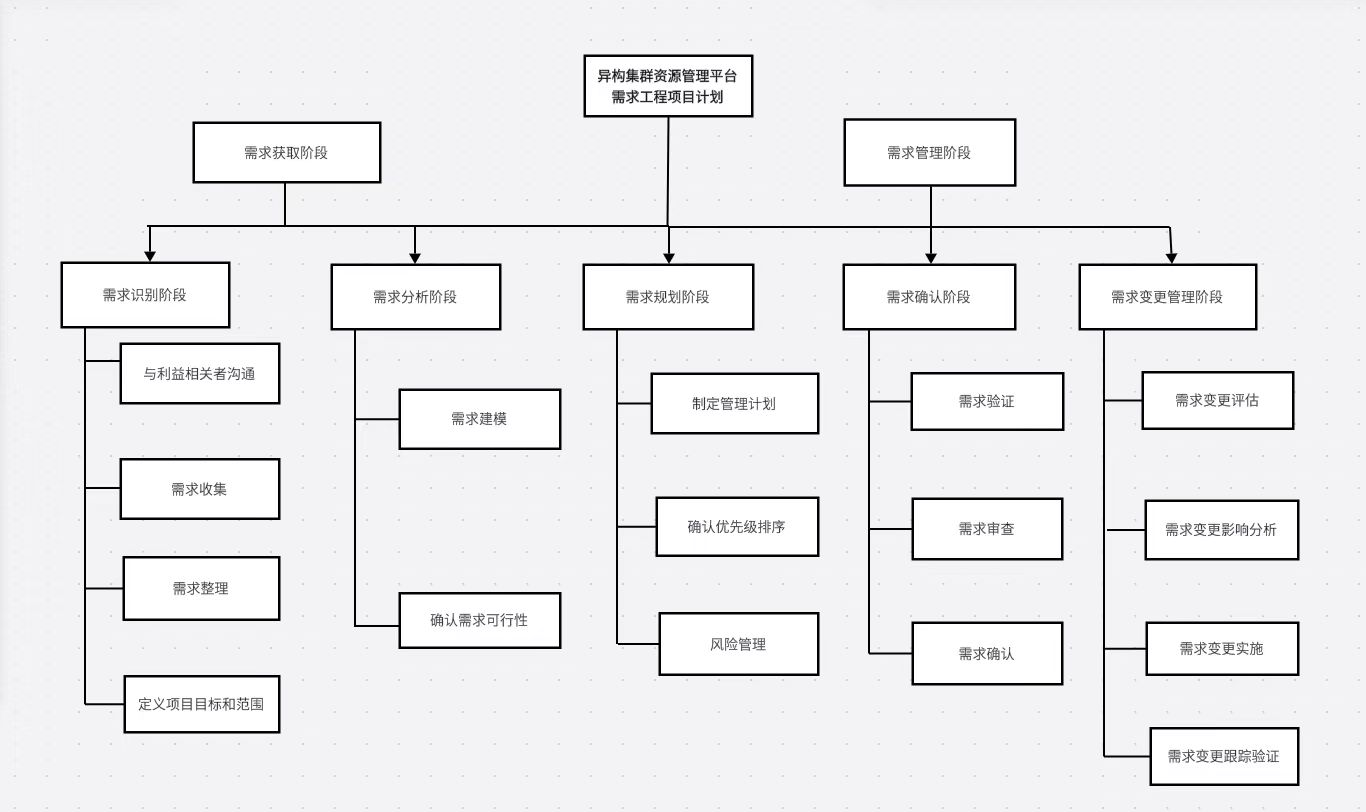 异构集群资源管理平台
需求工程项目计划
需求获取阶段
需求管理阶段
需求识别阶段
需求分析阶段
需求规划阶段
需求确认阶段
需求变更管理阶段
与利益相关者沟通
需求收集
需求整理
定义项目目标和范围
需求建模
确认需求可行性
制定管理计划
确认优先级排序
风险管理
需求验证
需求审查
需求确认
需求变更评估
需求变更影响分析
需求变更实施
需求变更跟踪验证